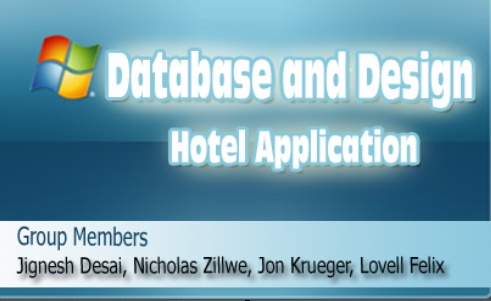 Database and Design
Hotel Application
Group Members
Jignesh Desai, Nicholas Zillwe, Jon Krueger, Lovell Felix